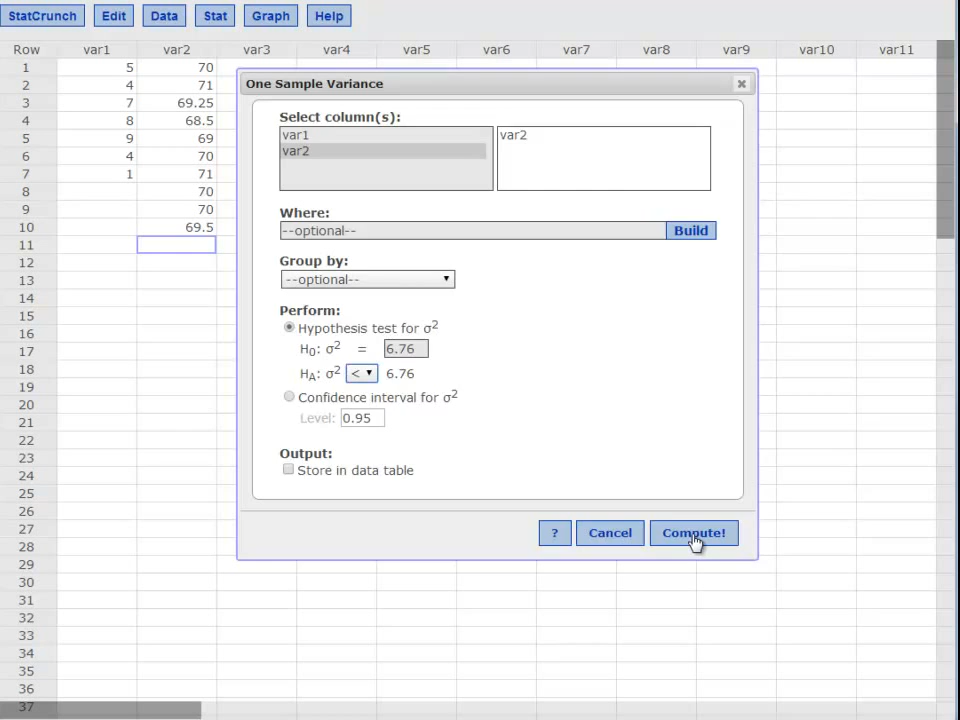 StatCrunch Edit Data Stat Graph Help
Row var1 var2 var3 var4 var5 var6 var7 var8 var9 var10 var11
1 5 70
2 4 71
3 7 69.25
4 8 68.5
5 9 69
6 4 70
7 1 71
8 70
9 70
10 69.5
11
12
13
14
15
16
17
18
19
20
21
22
23
24
25
26
27
28
29
30
31
32
33
34
35
36
37
One Sample Variance
Select column(s):
var1 var2
var2
Where:
--optional-- Build
Group by:
--optional--
Perform:
Hypothesis test for σ²
H₀: σ² = 6.76
H_A: σ² < 6.76
Confidence interval for σ²
Level: 0.95
Output:
Store in data table
? Cancel Compute!